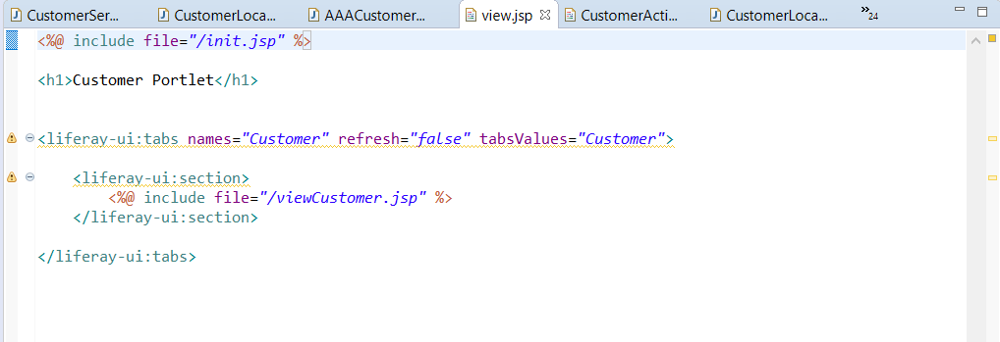 CustomerSer... CustomerLoca... AAACustomer... view.jsp CustomerActi... CustomerLoca... »24
<%@ include file="/init.jsp" %>
<h1>Customer Portlet</h1>
<liferay-ui:tabs names="Customer" refresh="false" tabsValues="Customer">
<liferay-ui:section>
<%@ include file="/viewCustomer.jsp" %>
</liferay-ui:section>
</liferay-ui:tabs>